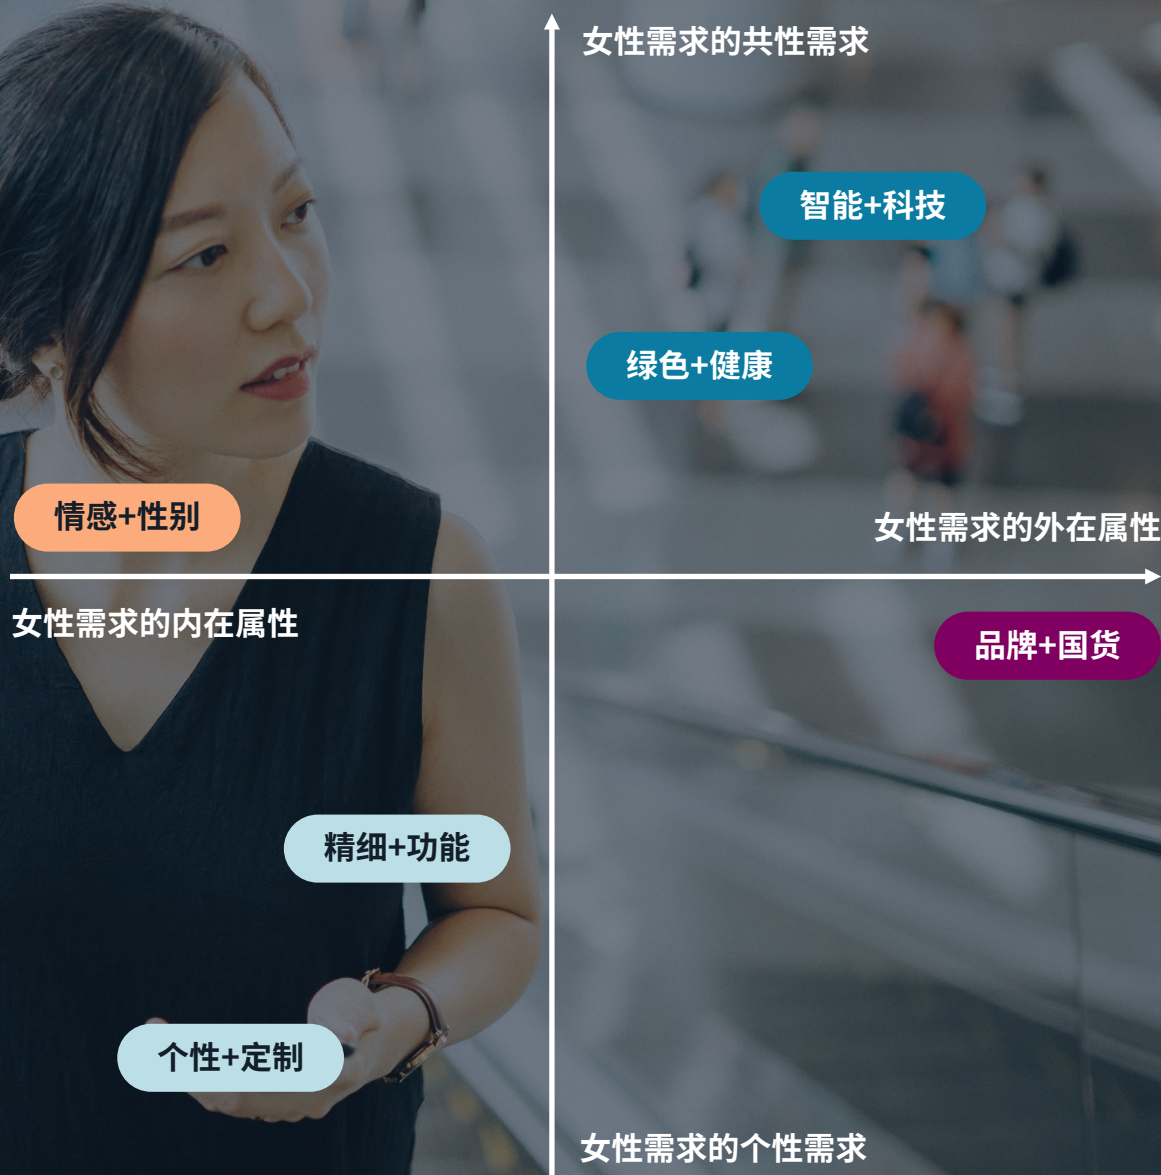 女性需求的共性需求
智能+科技
绿色+健康
情感+性别
女性需求的外在属性
女性需求的内在属性
品牌+国货
精细+功能
个性+定制
女性需求的个性需求